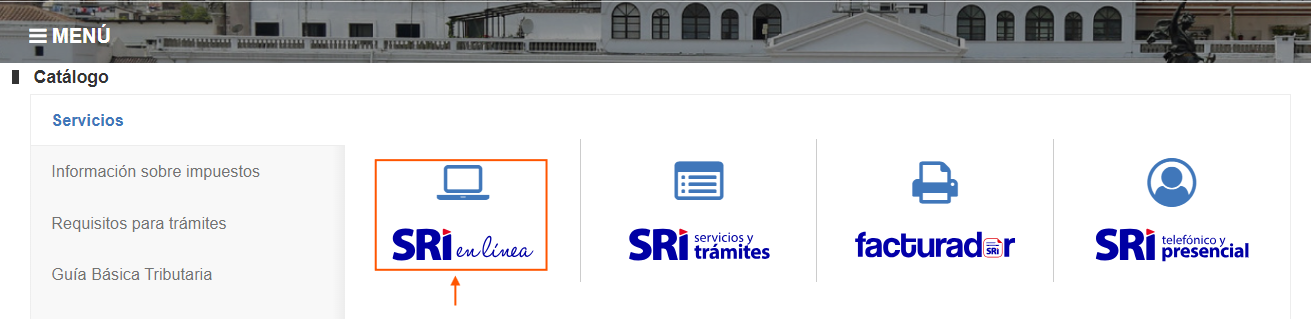 MENÚ
Catálogo
Servicios
Información sobre impuestos
Requisitos para trámites
Guía Básica Tributaria
SRi en línea
SRi servicios y trámites
facturador SRi
SRi telefónico y presencial